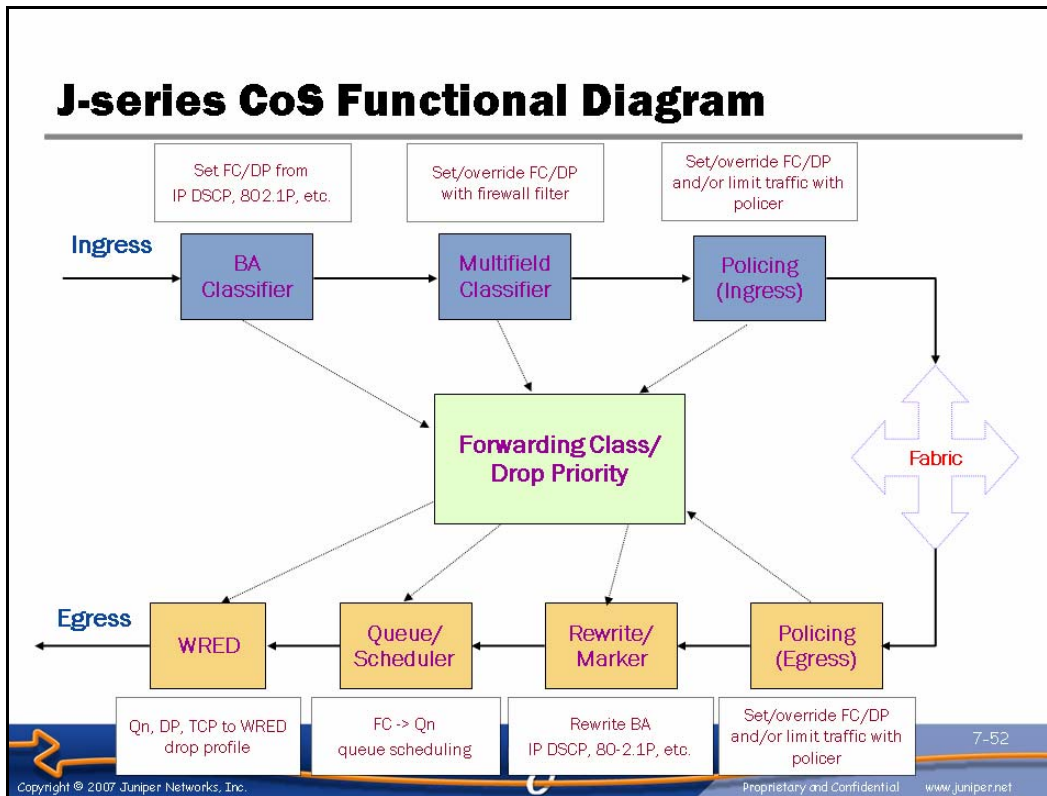 J-series CoS Functional Diagram
Set FC/DP from
IP DSCP, 802.1P, etc.
Set/override FC/DP
with firewall filter
Set/override FC/DP
and/or limit traffic with
policer
Ingress
BA
Classifier
Multifield
Classifier
Policing
(Ingress)
Forwarding Class/
Drop Priority
Fabric
Egress
WRED
Queue/
Scheduler
Rewrite/
Marker
Policing
(Egress)
Qn, DP, TCP to WRED
drop profile
FC -> Qn
queue scheduling
Rewrite BA
IP DSCP, 80-2.1P, etc.
Set/override FC/DP
and/or limit traffic with
policer
7-52
Copyright © 2007 Juniper Networks, Inc.
Proprietary and Confidential
www.juniper.net